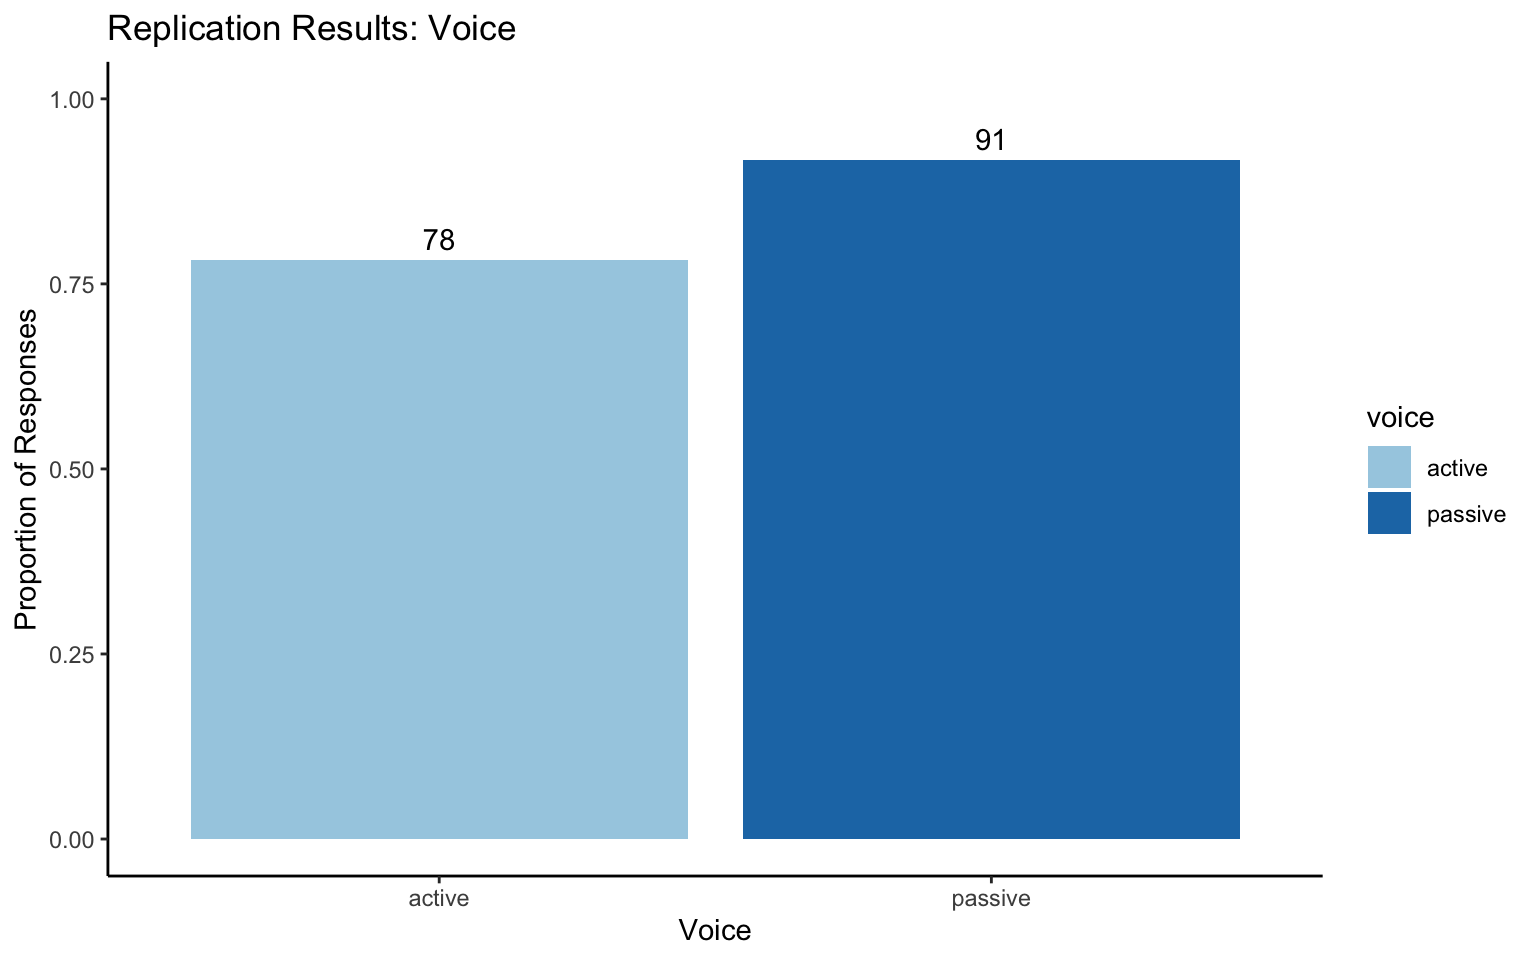 Replication Results: Voice
1.00
0.75
0.50
0.25
0.00
Proportion of Responses
78
91
active
passive
Voice
voice
active
passive